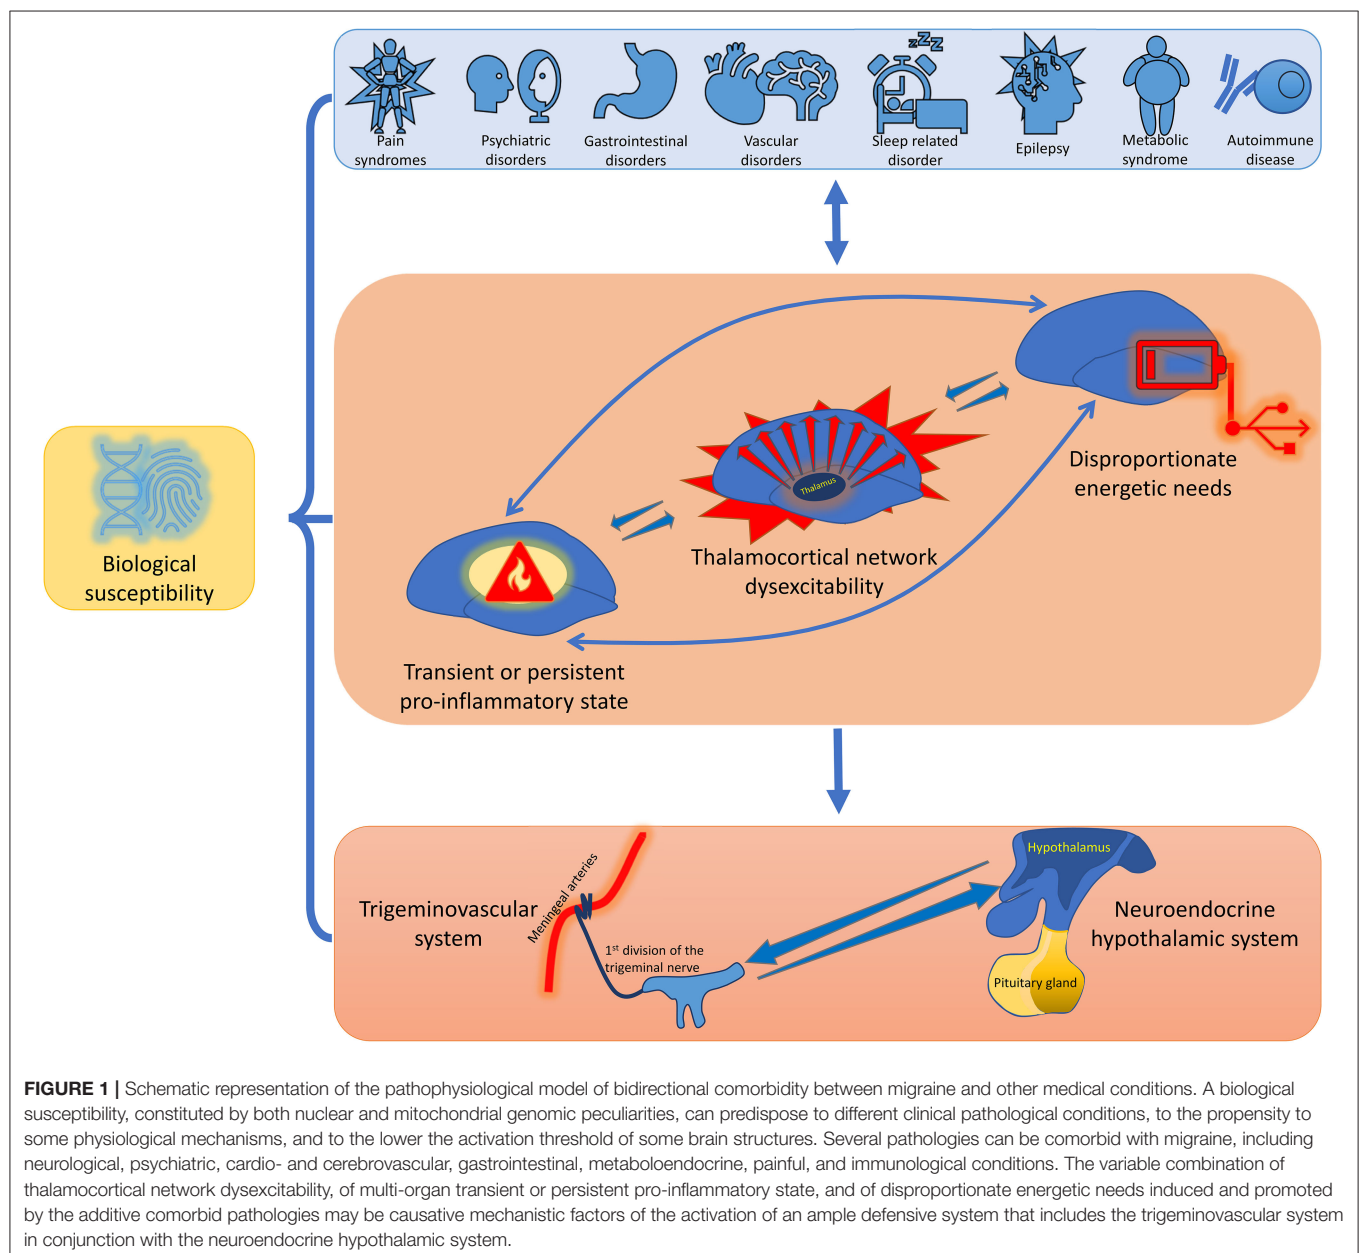 zZzZ
Pain
syndromes
Psychiatric
disorders
Gastrointestinal
disorders
Vascular
disorders
Sleep related
disorder
Epilepsy
Metabolic
syndrome
Autoimmune
disease
Biological
susceptibility
Disproportionate
energetic needs
Thalamus
Thalamocortical network
dysexcitability
Transient or persistent
pro-inflammatory state
Trigeminovascular
system
Meningeal arteries
1st division of the
trigeminal nerve
Hypothalamus
Neuroendocrine
hypothalamic system
Pituitary gland
FIGURE 1 | Schematic representation of the pathophysiological model of bidirectional comorbidity between migraine and other medical conditions. A biological
susceptibility, constituted by both nuclear and mitochondrial genomic peculiarities, can predispose to different clinical pathological conditions, to the propensity to
some physiological mechanisms, and to the lower the activation threshold of some brain structures. Several pathologies can be comorbid with migraine, including
neurological, psychiatric, cardio- and cerebrovascular, gastrointestinal, metaboloendocrine, painful, and immunological conditions. The variable combination of
thalamocortical network dysexcitability, of multi-organ transient or persistent pro-inflammatory state, and of disproportionate energetic needs induced and promoted
by the additive comorbid pathologies may be causative mechanistic factors of the activation of an ample defensive system that includes the trigeminovascular system
in conjunction with the neuroendocrine hypothalamic system.